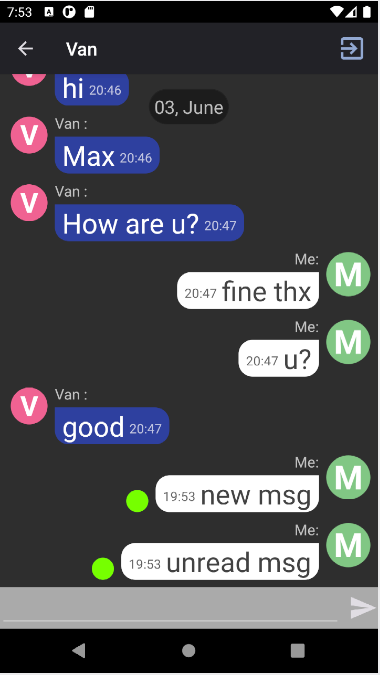 7:53
Van
V
hi 20:46
03, June
Van :
V
Max 20:46
Van :
V
How are u? 20:47
Me:
M
20:47 fine thx
Me:
M
20:47 u?
Van :
V
good 20:47
Me:
M
19:53 new msg
Me:
M
19:53 unread msg